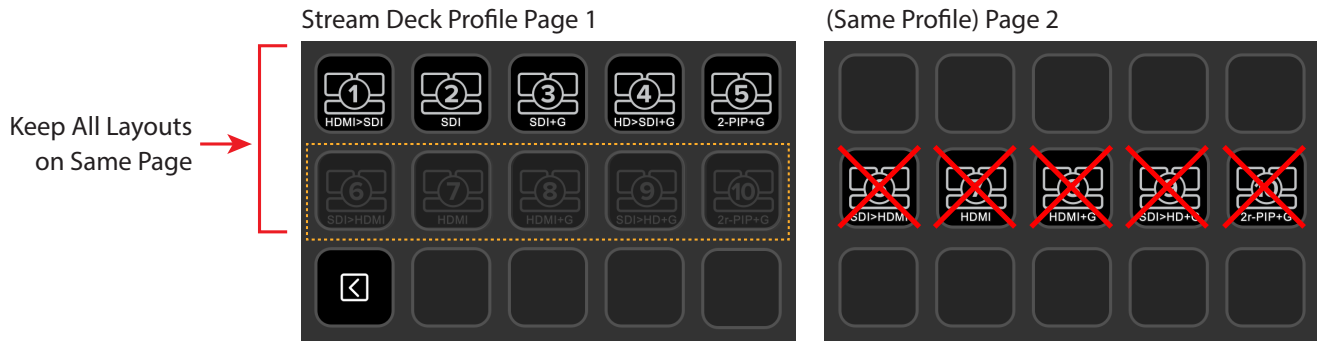 Stream Deck Profile Page 1
(Same Profile) Page 2
Keep All Layouts
on Same Page
1 2 3 4 5
HDMI>SDI SDI SDI+G HD>SDI+G 2-PIP+G
6 7 8 9 10
SDI>HDMI HDMI HDMI+G SDI>HD+G 2r-PIP+G
7 10
SDI>HDMI HDMI HDMI+G SDI>HD+G 2r-PIP+G